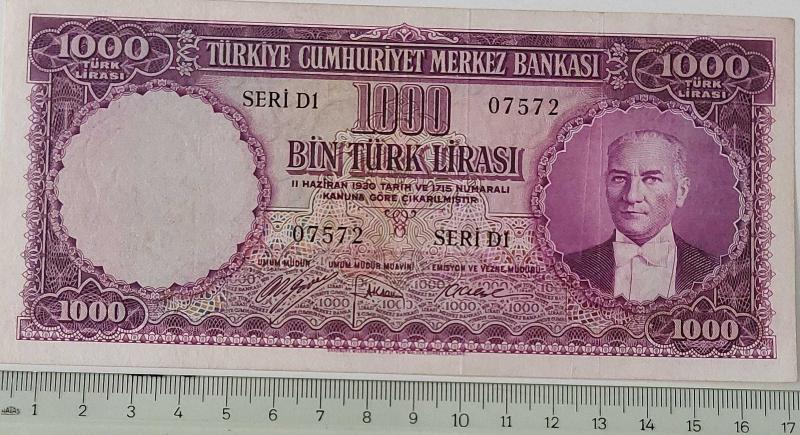 1000 TÜRK LİRASI
TÜRKİYE CUMHURİYET MERKEZ BANKASI
1000 TÜRK LİRASI
SERİ D1 1000 07572
BİN TÜRK LİRASI
11 HAZİRAN 1930 TARİH VE 1715 NUMARALI
KANUNA GÖRE ÇIKARILMIŞTIR
07572 SERİ D1
UMUM MÜDÜR UMUM MÜDÜR MUAVİNİ EMİSYON VE VEZNE MÜDÜRÜ
1000 1000
1 2 3 4 5 6 7 8 9 10 11 12 13 14 15 16 17